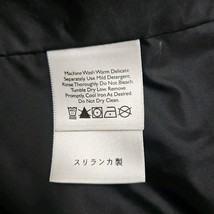 Machine Wash Warm Delicate
Separately. Use Mild Detergent.
Rinse Thoroughly. Do Not Bleach.
Tumble Dry Low. Remove
Promptly. Cool Iron As Desired.
Do Not Dry Clean.
スリランカ製